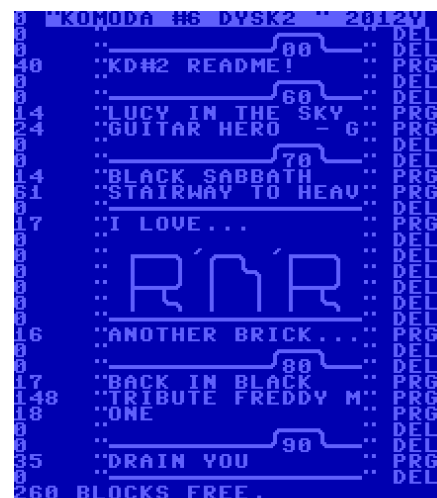 0 "KOMODA #6 DYSK2 " 2012Y
0 "" DEL
0 "00" DEL
40 "KD#2 README!" PRG
0 "" DEL
0 "60" DEL
14 "LUCY IN THE SKY" PRG
24 "GUITAR HERO  - G" PRG
0 "" DEL
0 "70" DEL
14 "BLACK SABBATH" PRG
61 "STAIRWAY TO HEAV" PRG
0 "" DEL
17 "I LOVE..." PRG
0 "" DEL
0 "" DEL
0 "R'N'R" DEL
0 "" DEL
0 "" DEL
0 "" DEL
16 "ANOTHER BRICK..." PRG
0 "" DEL
0 "80" DEL
17 "BACK IN BLACK" PRG
148 "TRIBUTE FREDDY M" PRG
18 "ONE" PRG
0 "" DEL
0 "90" DEL
35 "DRAIN YOU" PRG
0 "" DEL
260 BLOCKS FREE.